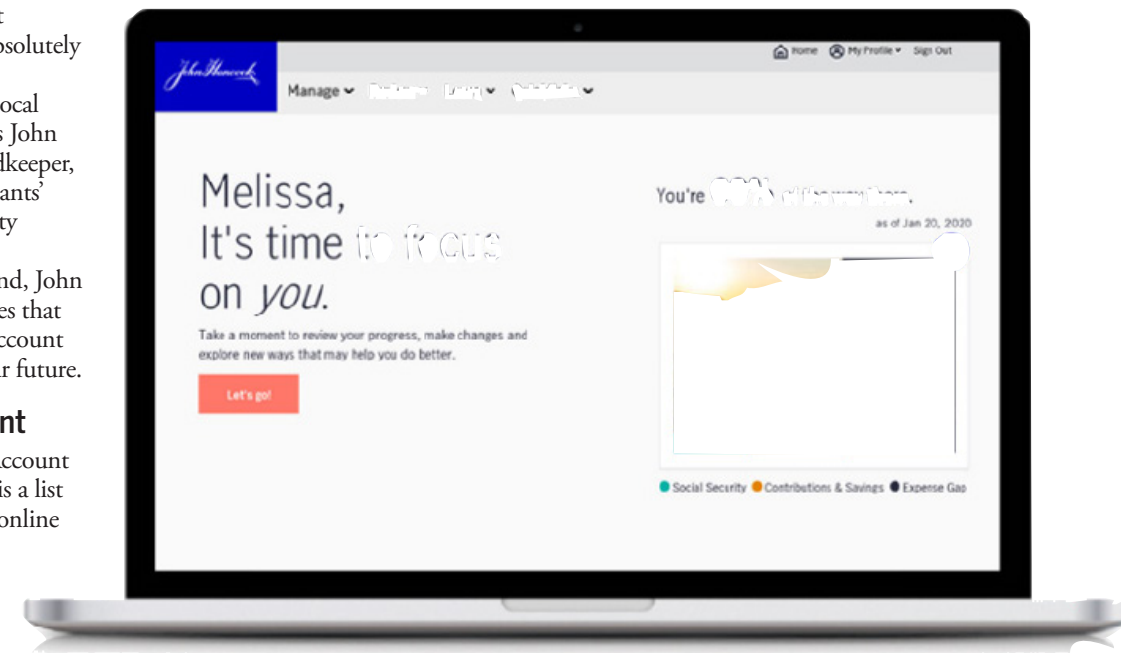 t
bsolutely
ocal
s John
dkeeper,
ants'
ty
nd, John
es that
ccount
r future.
nt
ccount
is a list
online
John Hancock
Home My Profile Sign Out
Manage
Melissa,
It's time to focus
on you.
Take a moment to review your progress, make changes and
explore new ways that may help you do better.
Let's go!
You're
as of Jan 20, 2020
Social Security Contributions & Savings Expense Gap